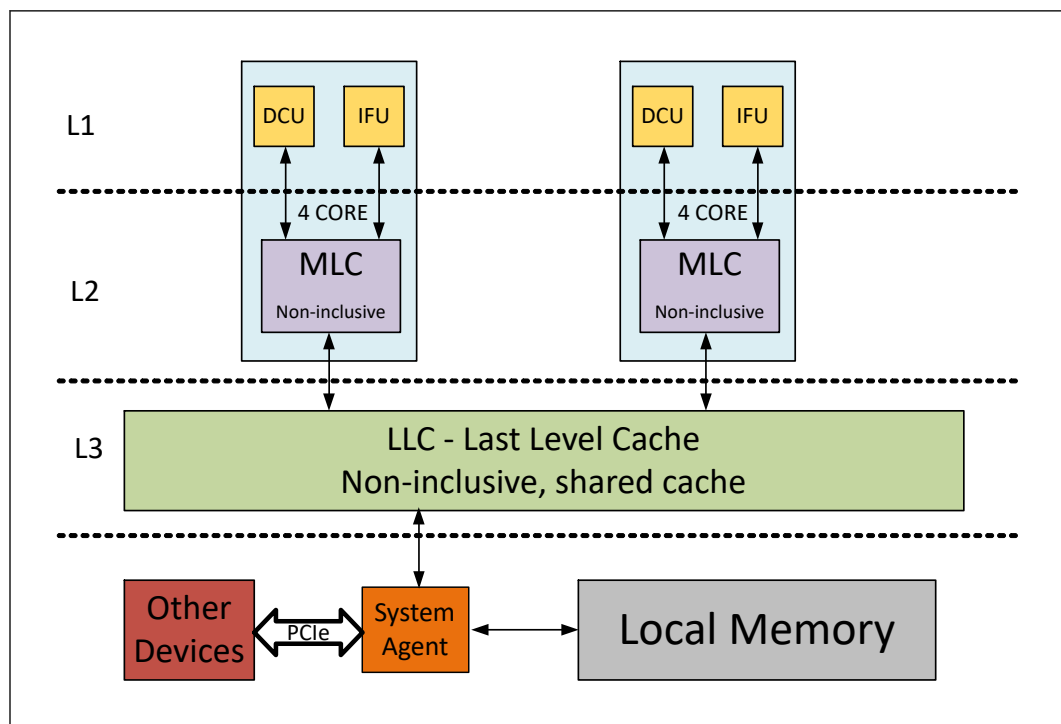 L1
DCU
IFU
DCU
IFU
4 CORE
4 CORE
L2
MLC
Non-inclusive
MLC
Non-inclusive
L3
LLC - Last Level Cache
Non-inclusive, shared cache
Other
Devices
PCIe
System
Agent
Local Memory